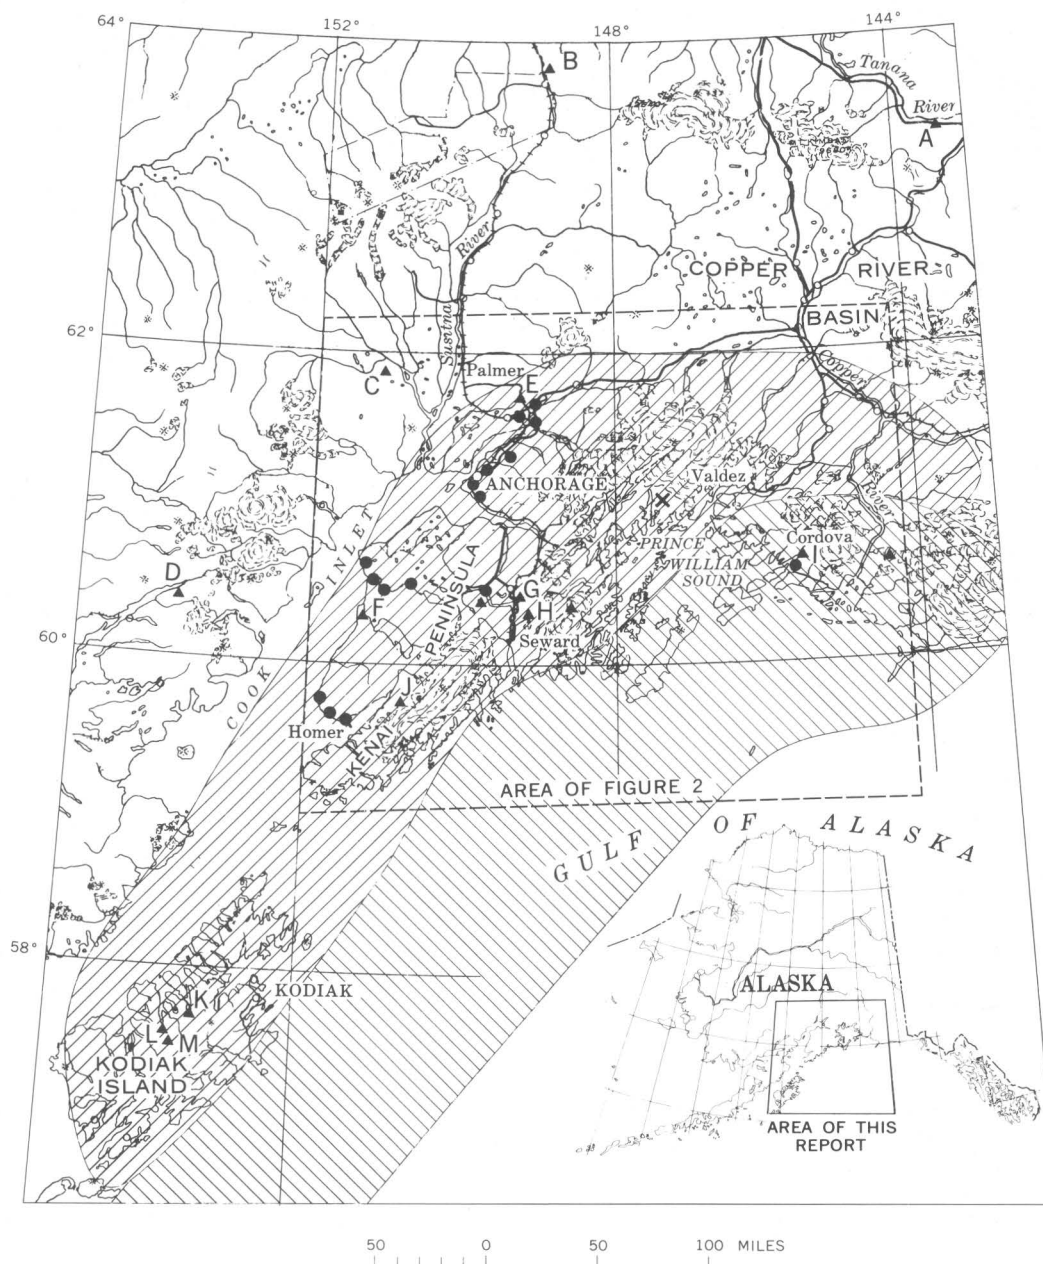 64°
152°
148°
144°
B
Tanana
River
A
River
COPPER
RIVER
BASIN
62°
Susitna
Copper
C
Palmer
E
ANCHORAGE
Valdez
River
INLET
PRINCE
WILLIAM
SOUND
Cordova
I
D
F
PENINSULA
G
H
Seward
60°
COOK
J
KENAI
Homer
AREA OF FIGURE 2
GULF OF ALASKA
58°
K
KODIAK
L
M
KODIAK
ISLAND
ALASKA
AREA OF THIS
REPORT
50 0 50 100 MILES